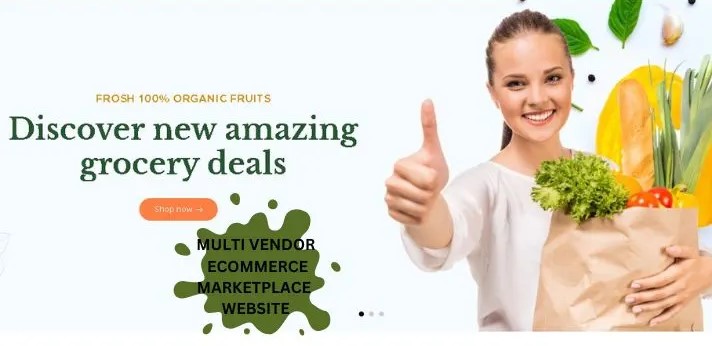 FROSH 100% ORGANIC FRUITS
Discover new amazing
grocery deals
Shop now →
MULTI VENDOR
ECOMMERCE
MARKETPLACE
WEBSITE